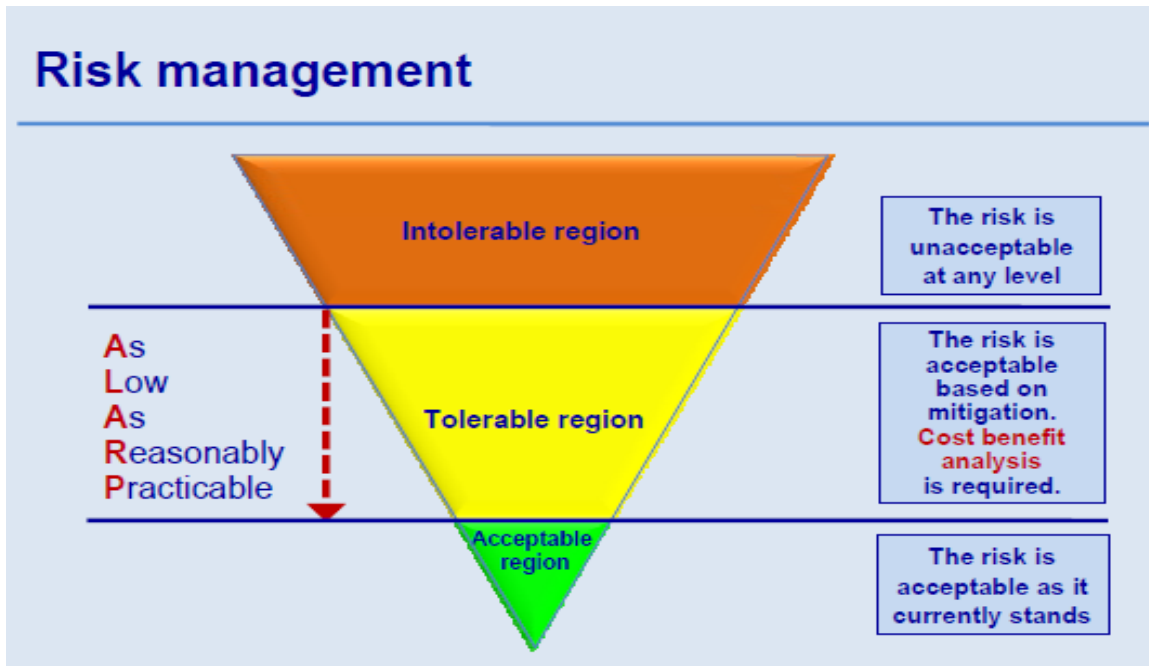 Risk management
Intolerable region
The risk is
unacceptable
at any level
As
Low
As
Reasonably
Practicable
Tolerable region
The risk is
acceptable
based on
mitigation.
Cost benefit
analysis
is required.
Acceptable
region
The risk is
acceptable as it
currently stands